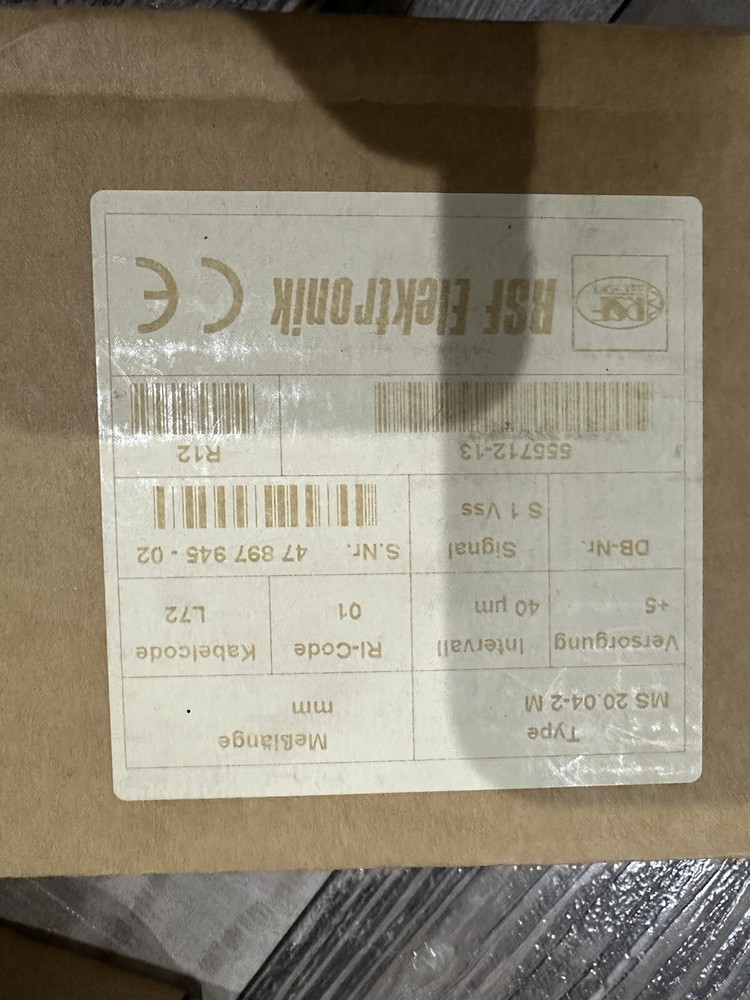 Type
MS 20.04-2 M
Meßlänge
mm
Versorgung
+5
Intervall
40 µm
RI-Code
01
Kabelcode
L72
DB-Nr.
Signal
S 1 Vss
S.Nr. 47 897 945 - 02
555712-13
R12
RSF Elektronik CE